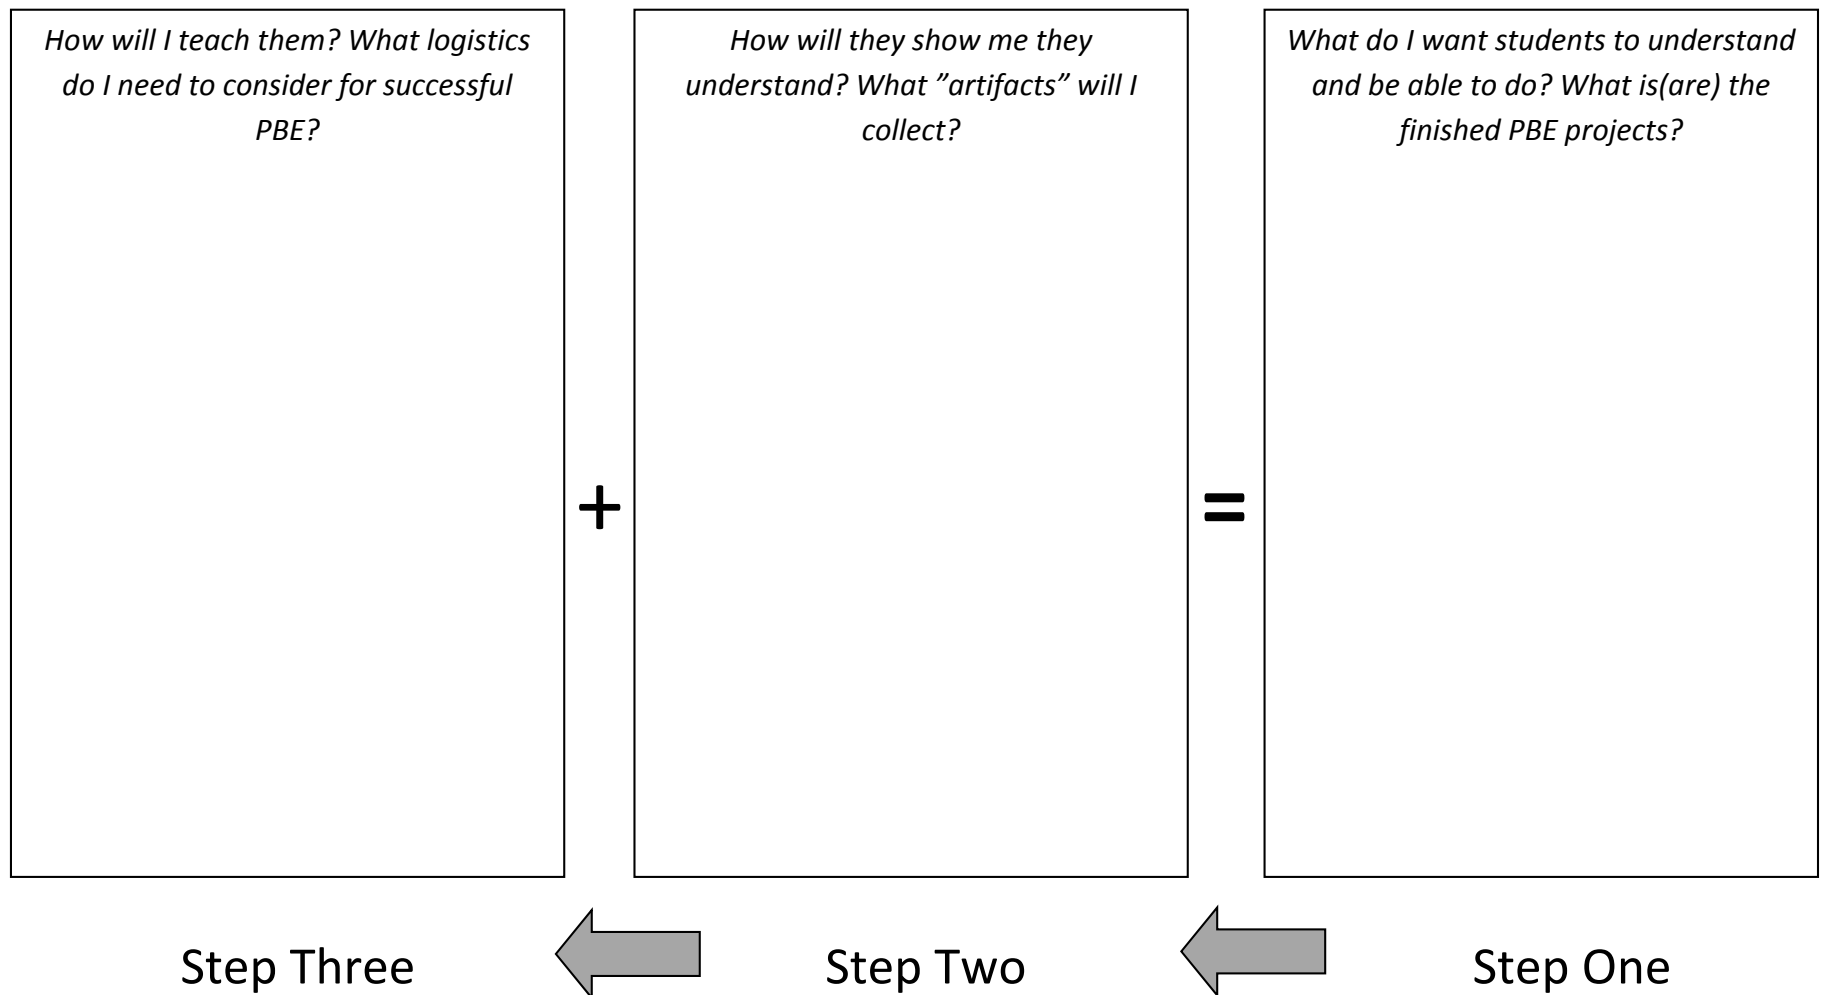 How will I teach them? What logistics
do I need to consider for successful
PBE?
How will they show me they
understand? What ”artifacts” will I
collect?
What do I want students to understand
and be able to do? What is(are) the
finished PBE projects?
+
=
Step Three
Step Two
Step One